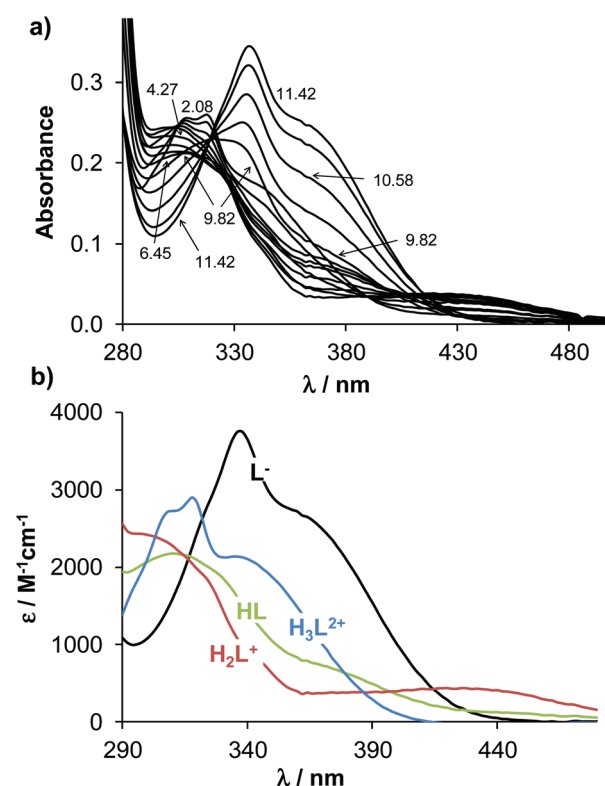 a)
Absorbance
0.3
0.2
0.1
0.0
4.27
2.08
11.42
10.58
9.82
9.82
6.45
11.42
280 330 380 430 480
λ / nm
b)
ε / M⁻¹cm⁻¹
4000
3000
2000
1000
0
L⁻
HL
H₃L²⁺
H₂L⁺
290 340 390 440
λ / nm